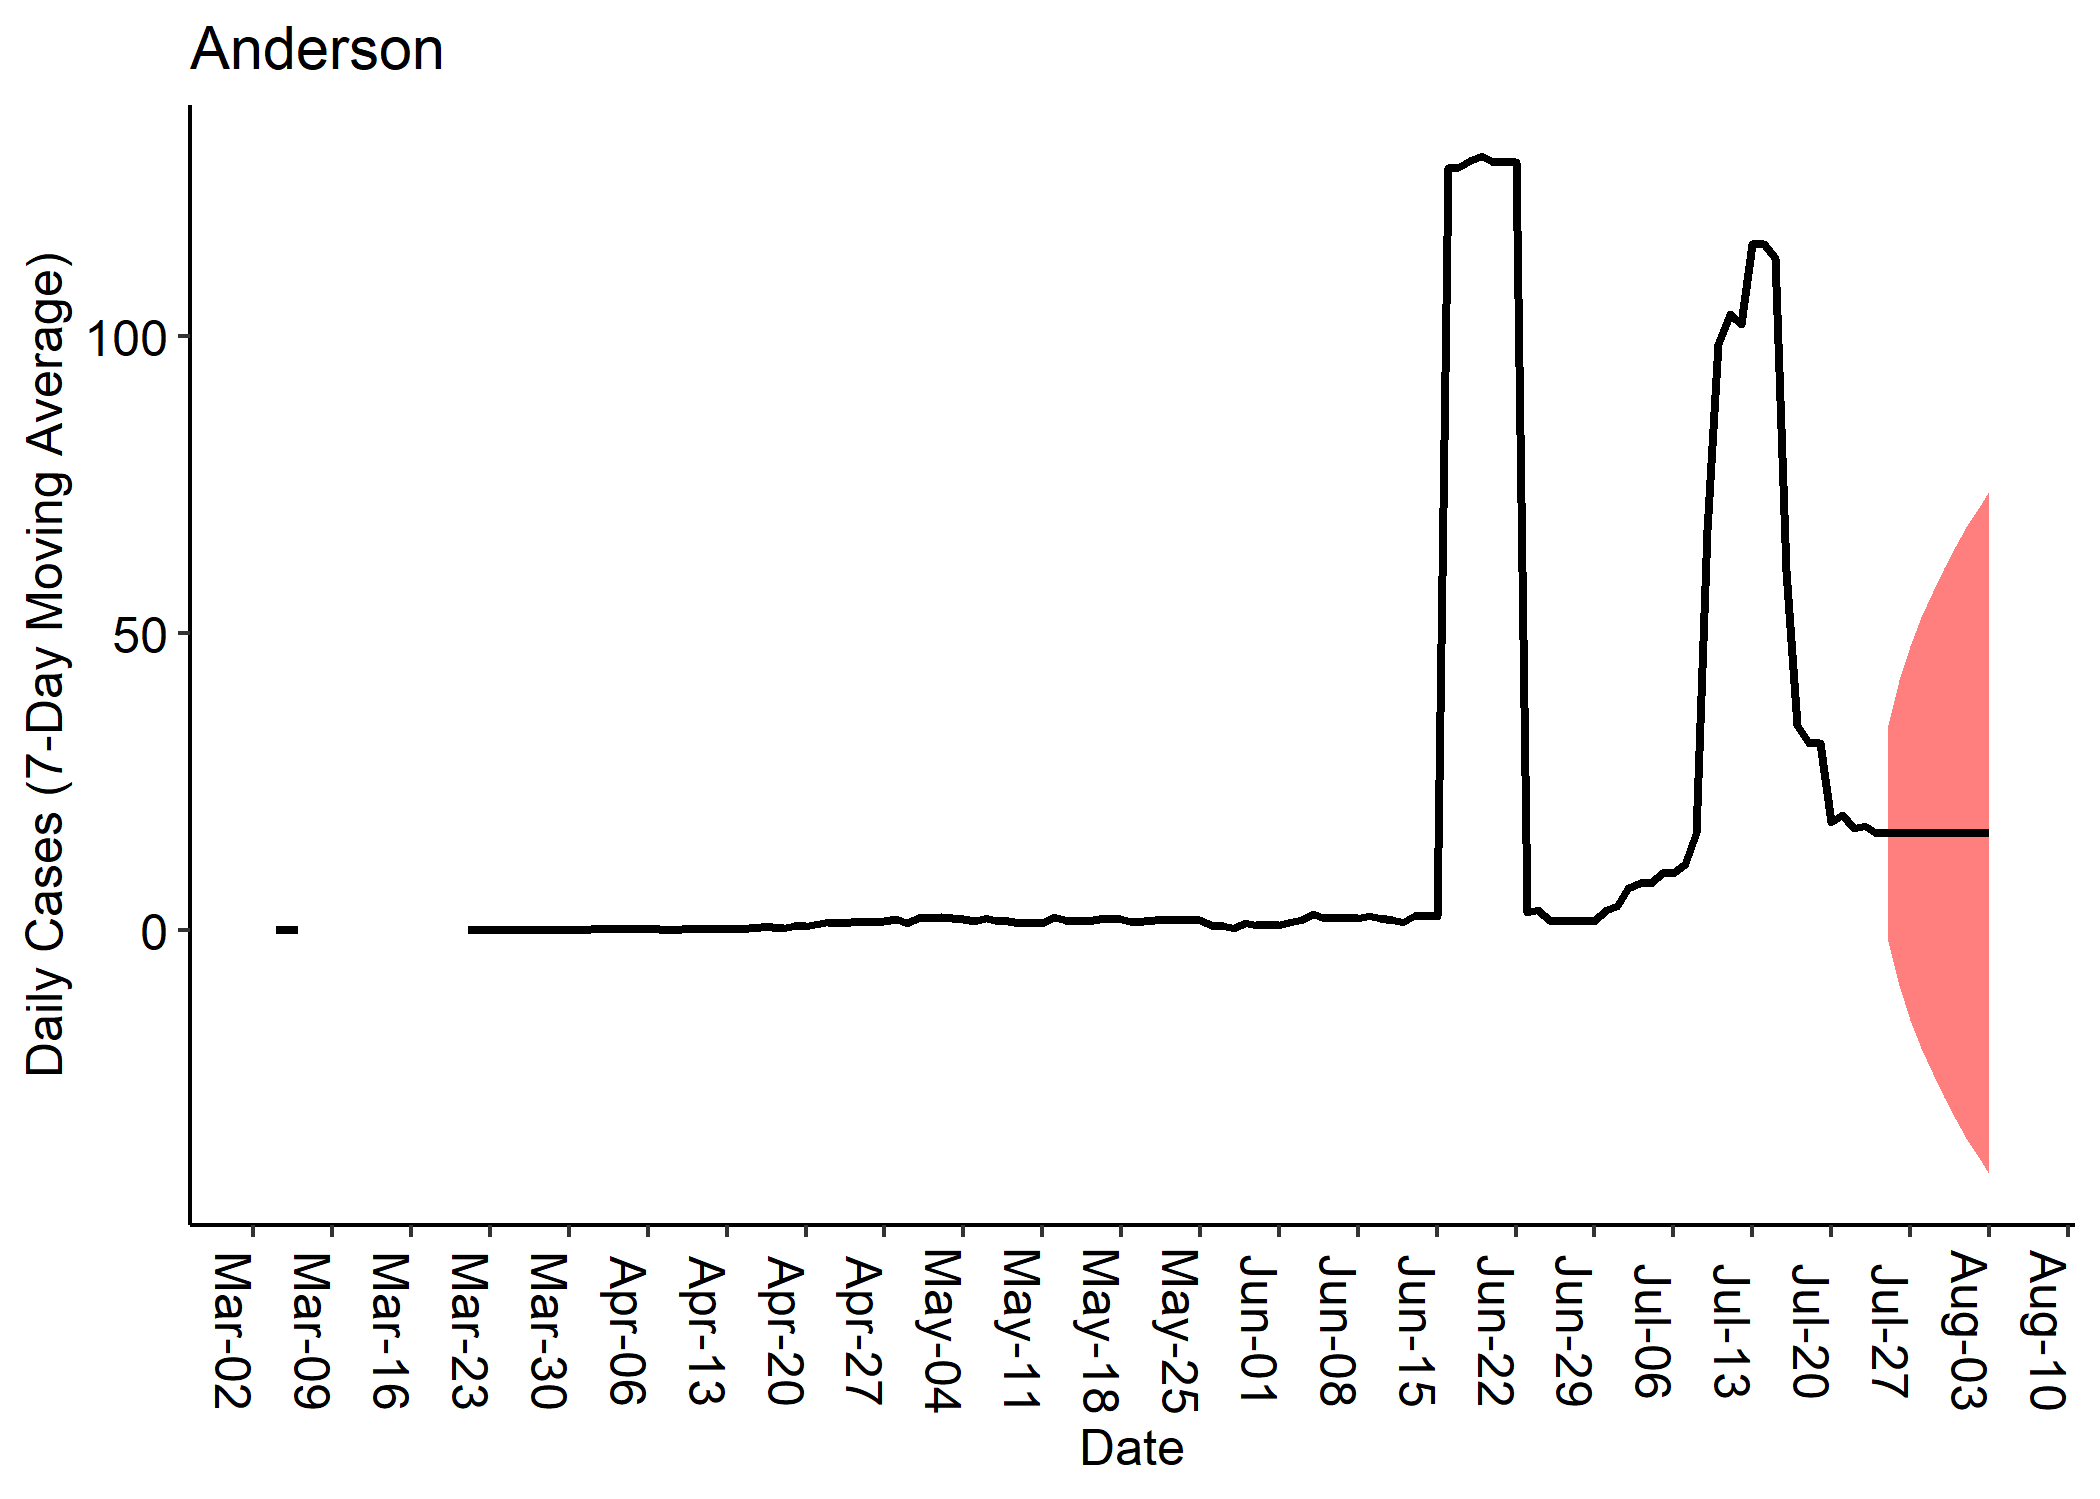 Anderson
Daily Cases (7-Day Moving Average)
100
50
0
Mar-02
Mar-09
Mar-16
Mar-23
Mar-30
Apr-06
Apr-13
Apr-20
Apr-27
May-04
May-11
May-18
May-25
Jun-01
Jun-08
Jun-15
Jun-22
Jun-29
Jul-06
Jul-13
Jul-20
Jul-27
Aug-03
Aug-10
Date